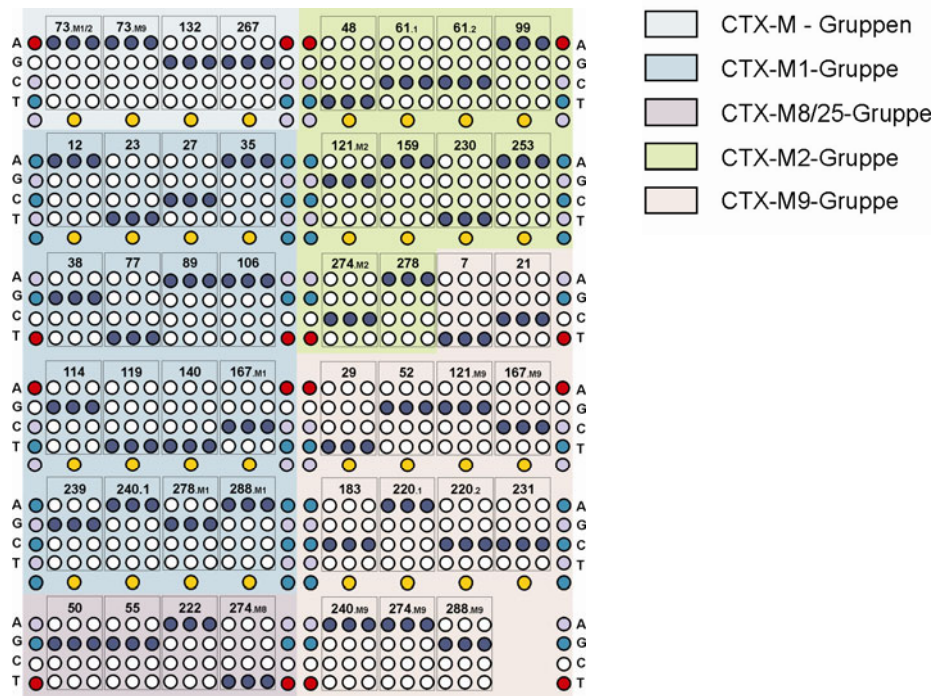 73.M1/2 73.M9 132 267 48 61.1 61.2 99
A A
G G
C C
T T
12 23 27 35 121.M2 159 230 253
A A
G G
C C
T T
38 77 89 106 274.M2 278 7 21
A A
G G
C C
T T
114 119 140 167.M1 29 52 121.M9 167.M9
A A
G G
C C
T T
239 240.1 278.M1 288.M1 183 220.1 220.2 231
A A
G G
C C
T T
50 55 222 274.M8 240.M9 274.M9 288.M9
A A
G G
C C
T T
CTX-M - Gruppen
CTX-M1-Gruppe
CTX-M8/25-Gruppe
CTX-M2-Gruppe
CTX-M9-Gruppe